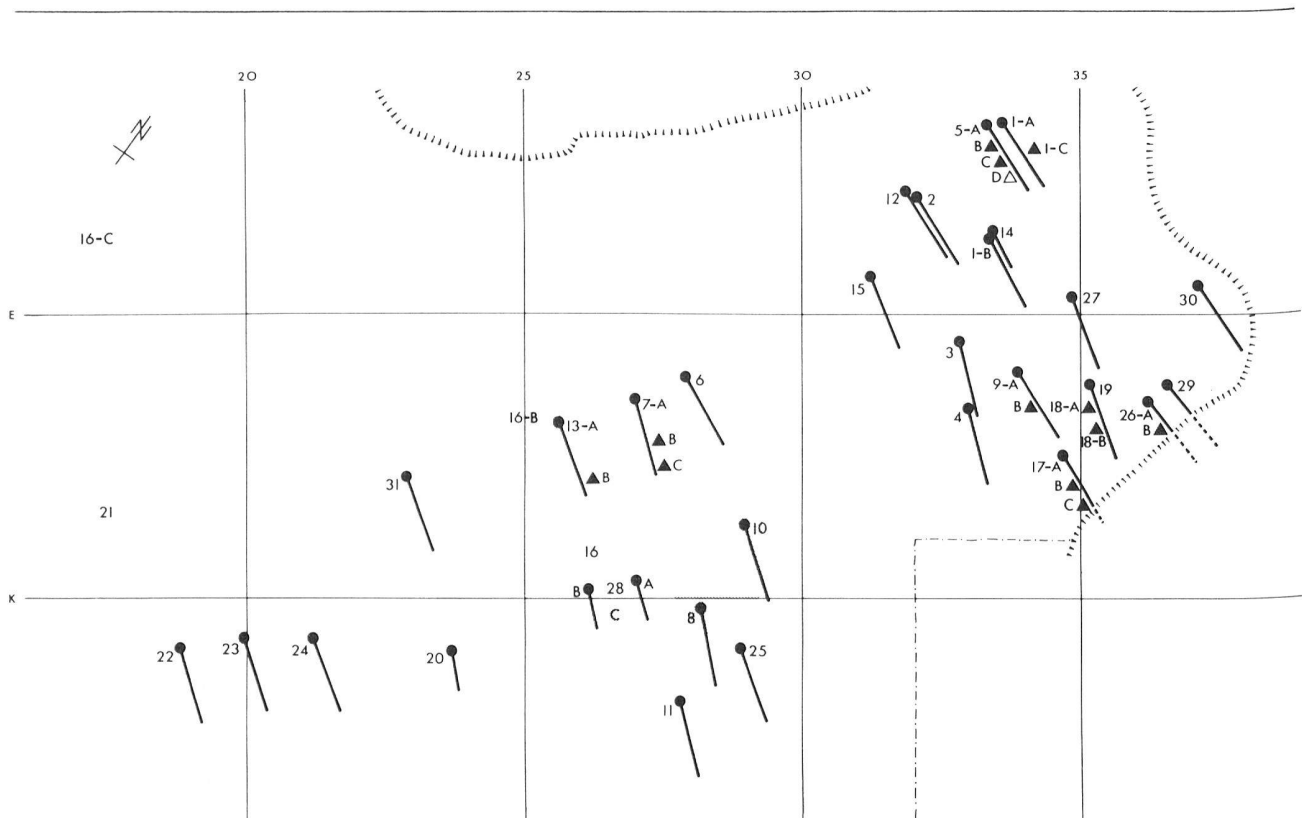 20 25 30 35
N
5-A 1-A
B 1-C
C
D
12 2
14
16-C 1-B
15 27 30
E
3
6 9-A 19 29
7-A
16-B 13-A 4 B 18-A 26-A
B 18-B B
C 17-A
31 B B
C
21
10
16
B 28 A
K
C 8
22 23 24 20 25
11